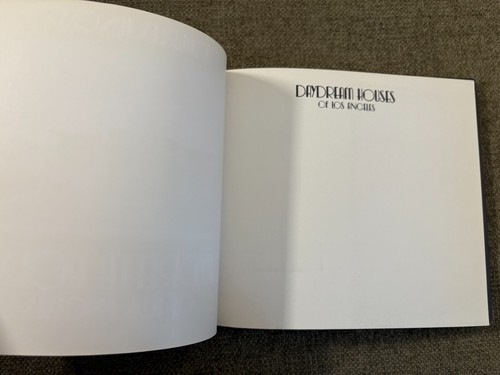 DAYDREAM HOUSES
OF LOS ANGELES